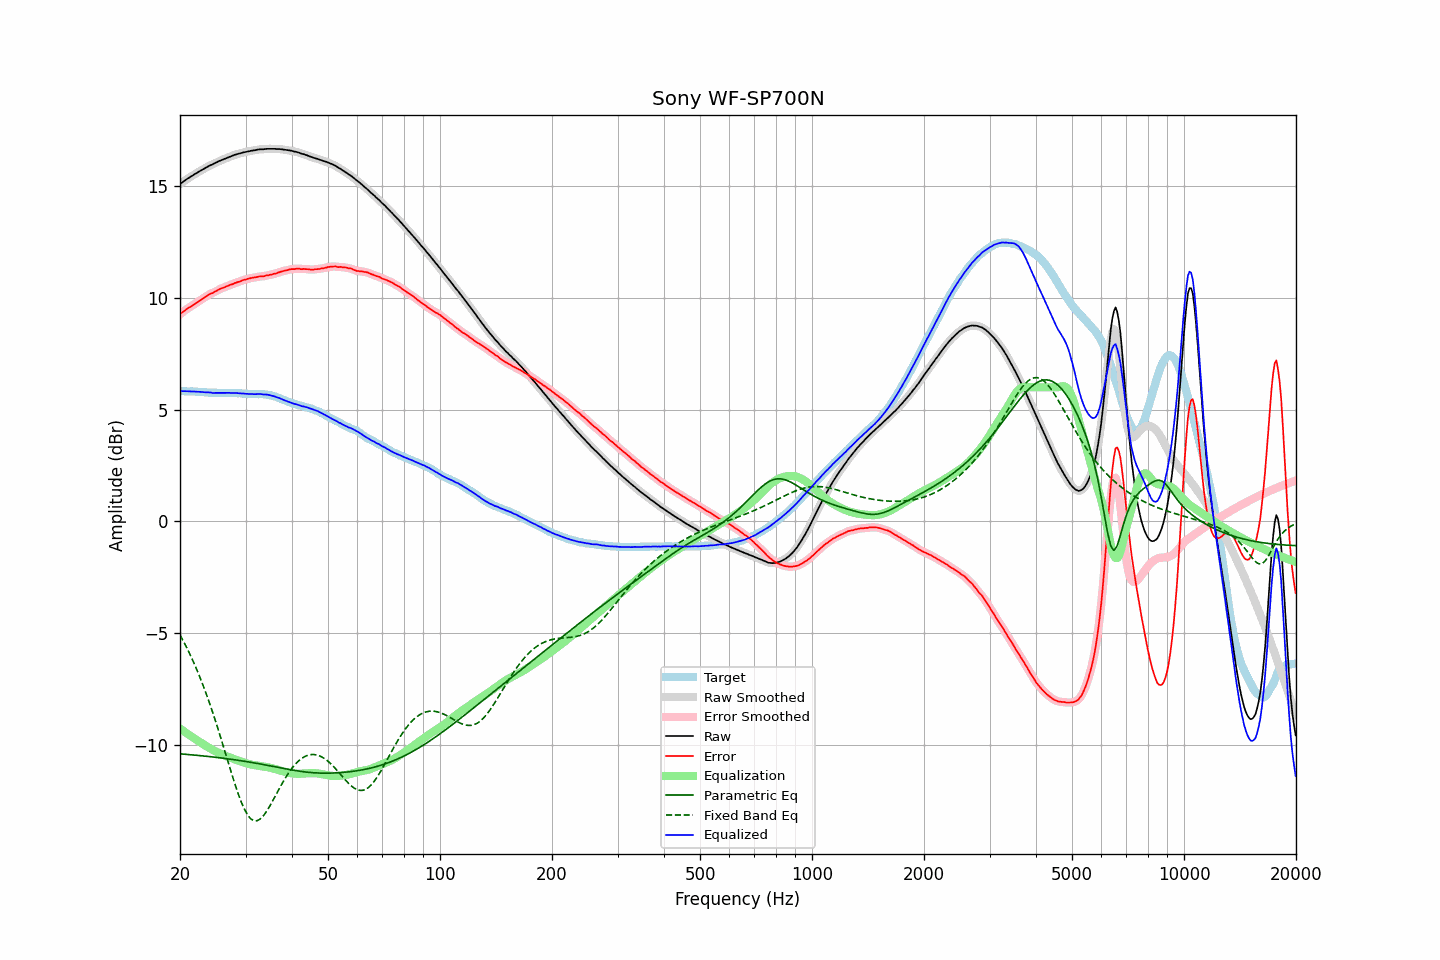 Sony WF-SP700N
Amplitude (dBr)
15
10
5
0
−5
−10
Target
Raw Smoothed
Error Smoothed
Raw
Error
Equalization
Parametric Eq
Fixed Band Eq
Equalized
20 50 100 200 500 1000 2000 5000 10000 20000
Frequency (Hz)